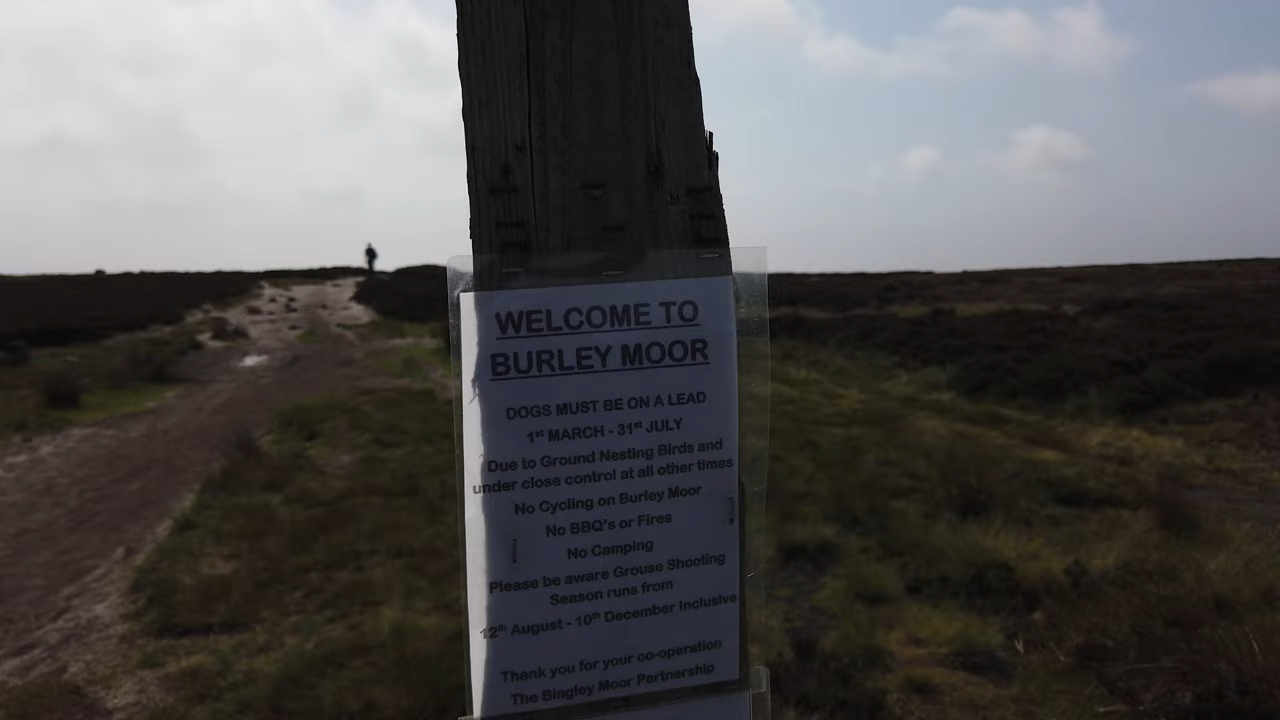 WELCOME TO
BURLEY MOOR
DOGS MUST BE ON A LEAD
1st MARCH - 31st JULY
Due to Ground Nesting Birds and
under close control at all other times
No Cycling on Burley Moor
No BBQ's or Fires
No Camping
Please be aware Grouse Shooting
Season runs from
12th August - 10th December Inclusive
Thank you for your co-operation
The Bingley Moor Partnership